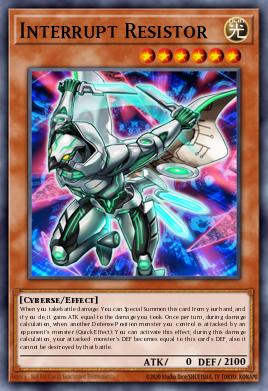 INTERRUPT RESISTOR
光
[CYBERSE/EFFECT]
When you take battle damage: You can Special Summon this card from your hand, and
if you do, it gains ATK equal to the damage you took. Once per turn, during damage
calculation, when another Defense Position monster you control is attacked by an
opponent's monster (Quick Effect): You can activate this effect; during this
damage calculation, your attacked monster's DEF becomes equal to this card's DEF, also it
cannot be destroyed by that battle.
ATK/ 0 DEF/2100
©2020 Studio Dice/SHUEISHA, TV TOKYO, KONAMI